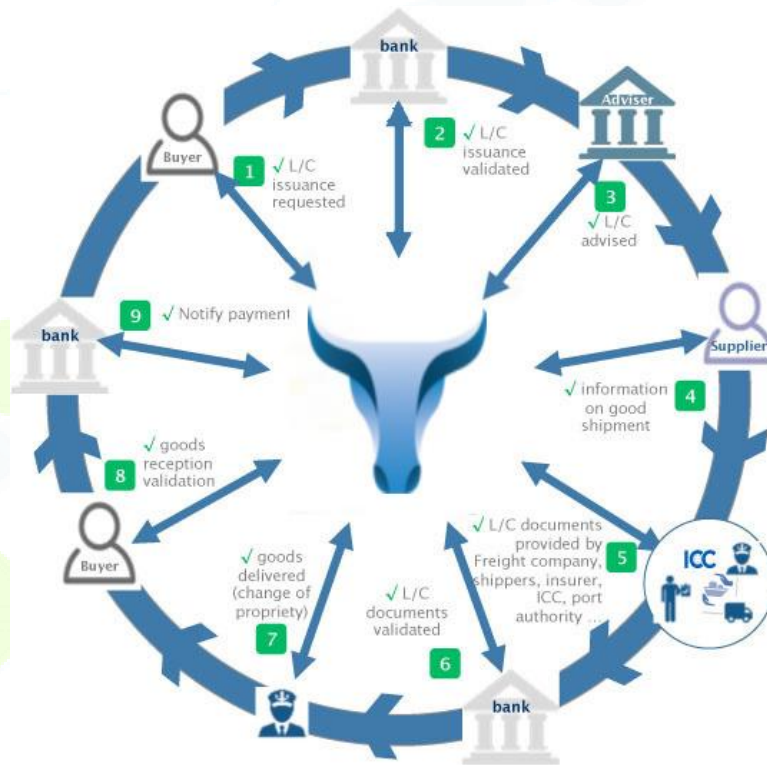 bank
Adviser
Buyer
1
✓ L/C
issuance
requested
2
✓ L/C
issuance
validated
3
✓ L/C
advised
Supplier
4
✓ information
on good
shipment
5
✓ L/C documents
provided by
Freight company,
shippers, insurer,
ICC, port
authority ...
ICC
6
✓ L/C
documents
validated
bank
7
✓ goods
delivered
(change of
propriety)
8
✓ goods
reception
validation
Buyer
9
✓ Notify payment
bank